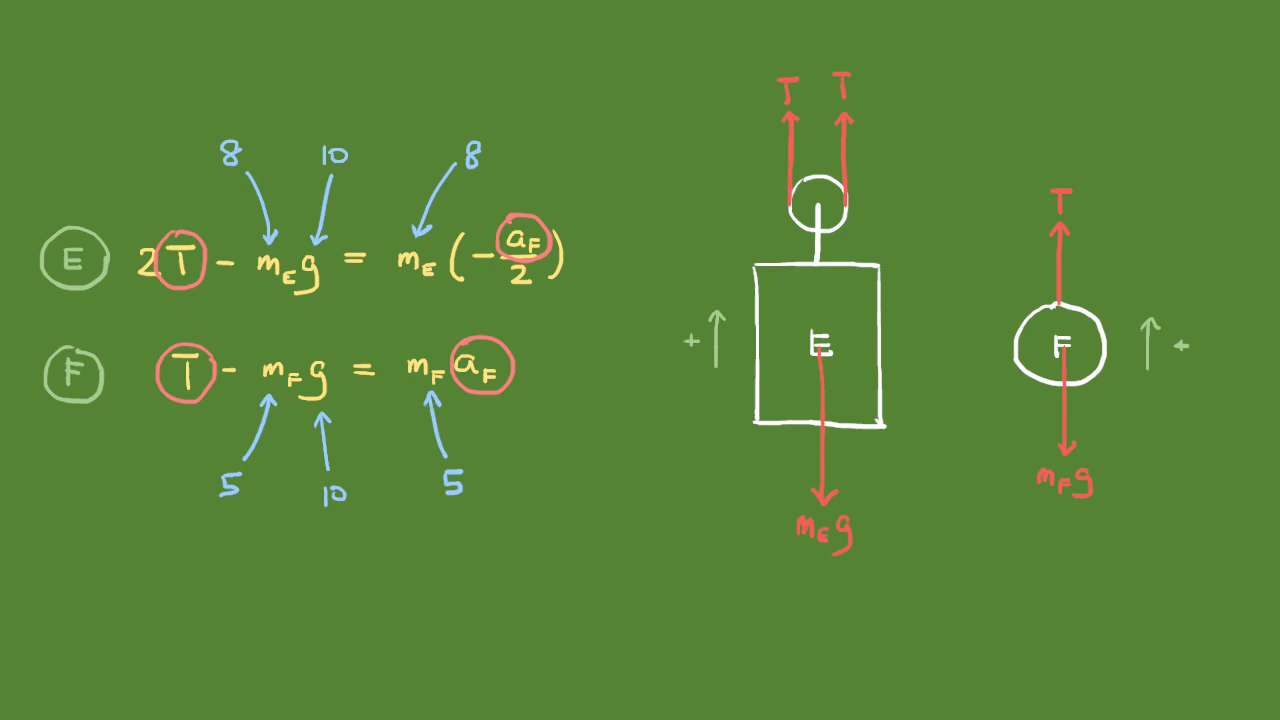 8 10 8
E 2T - m_E g = m_E (- a_F / 2)
F T - m_F g = m_F a_F
5 10 5
T T
E
+
m_E g
T
F
+
m_F g